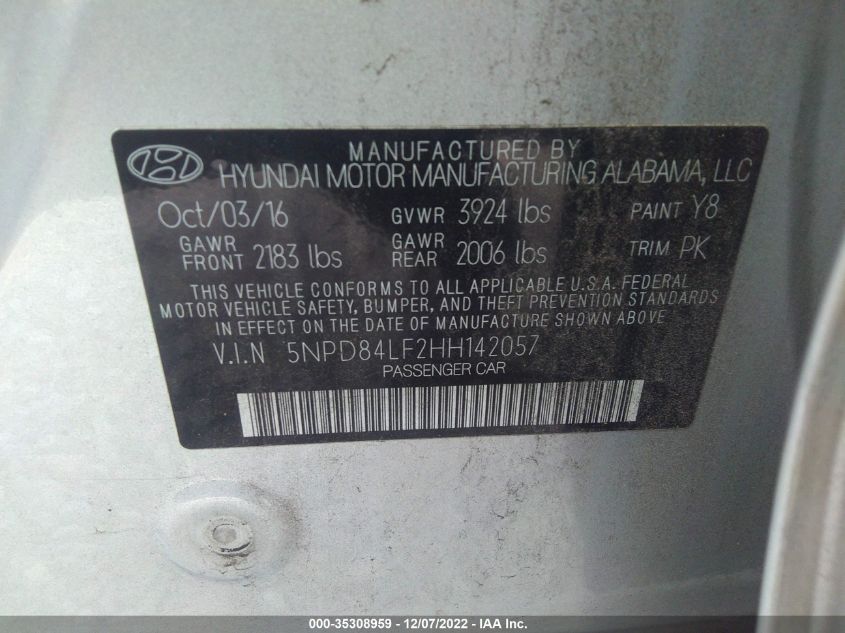 MANUFACTURED BY
HYUNDAI MOTOR MANUFACTURING ALABAMA, LLC
Oct/03/16 GVWR 3924 lbs PAINT Y8
GAWR FRONT 2183 lbs GAWR REAR 2006 lbs TRIM PK
THIS VEHICLE CONFORMS TO ALL APPLICABLE U.S.A. FEDERAL
MOTOR VEHICLE SAFETY, BUMPER, AND THEFT PREVENTION STANDARDS
IN EFFECT ON THE DATE OF MANUFACTURE SHOWN ABOVE
V.I.N 5NPD84LF2HH142057
PASSENGER CAR
000-35308959 - 12/07/2022 - IAA Inc.